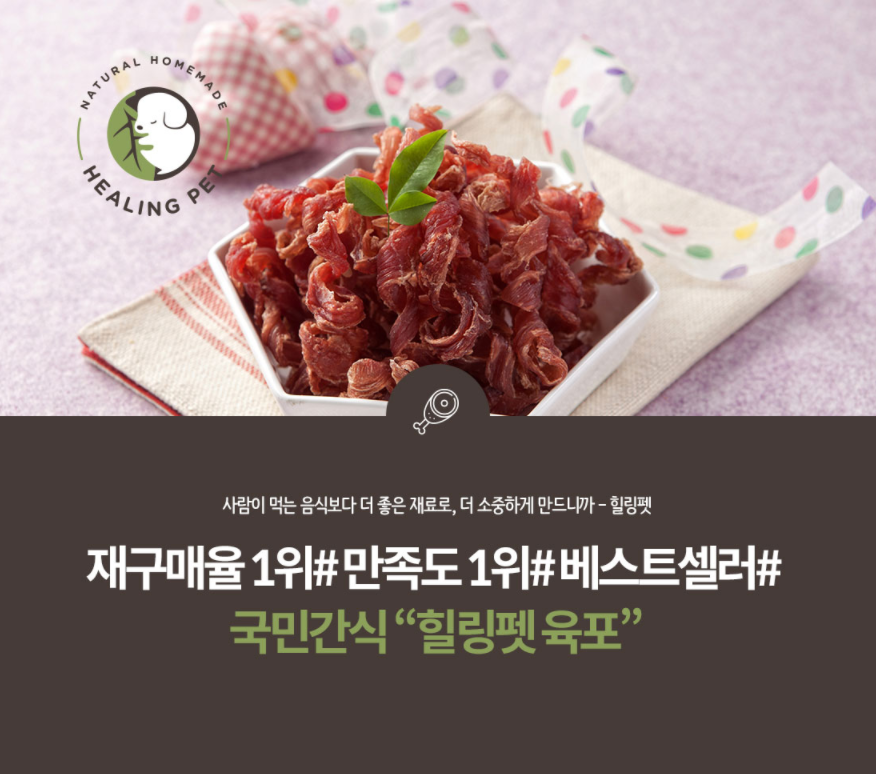 NATURAL HOMEMADE
HEALING PET
사람이 먹는 음식보다 더 좋은 재료로, 더 소중하게 만드니까 - 힐링펫
재구매율 1위# 만족도 1위# 베스트셀러#
국민간식 “힐링펫 육포”